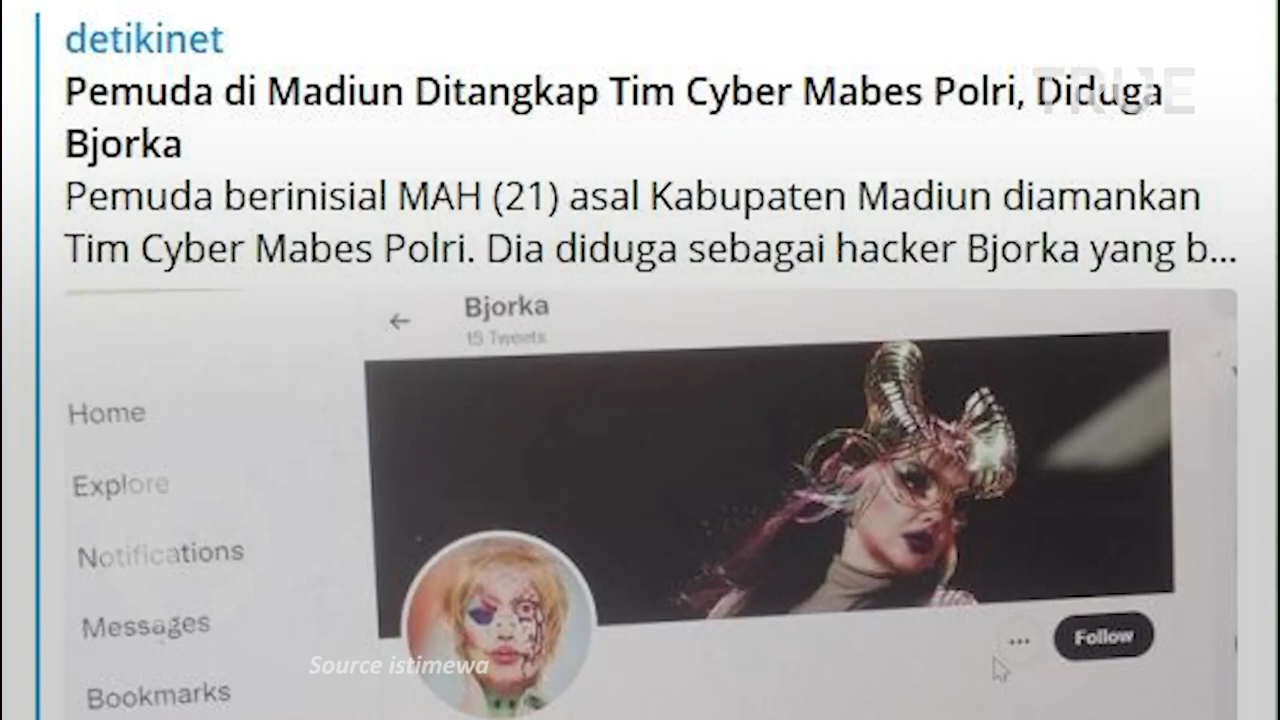 detikinet
TRUE
Pemuda di Madiun Ditangkap Tim Cyber Mabes Polri, Diduga
Bjorka
Pemuda berinisial MAH (21) asal Kabupaten Madiun diamankan
Tim Cyber Mabes Polri. Dia diduga sebagai hacker Bjorka yang b...
Bjorka
15 Tweets
Home
Explore
Notifications
Messages
Follow
Source istimewa
Bookmarks